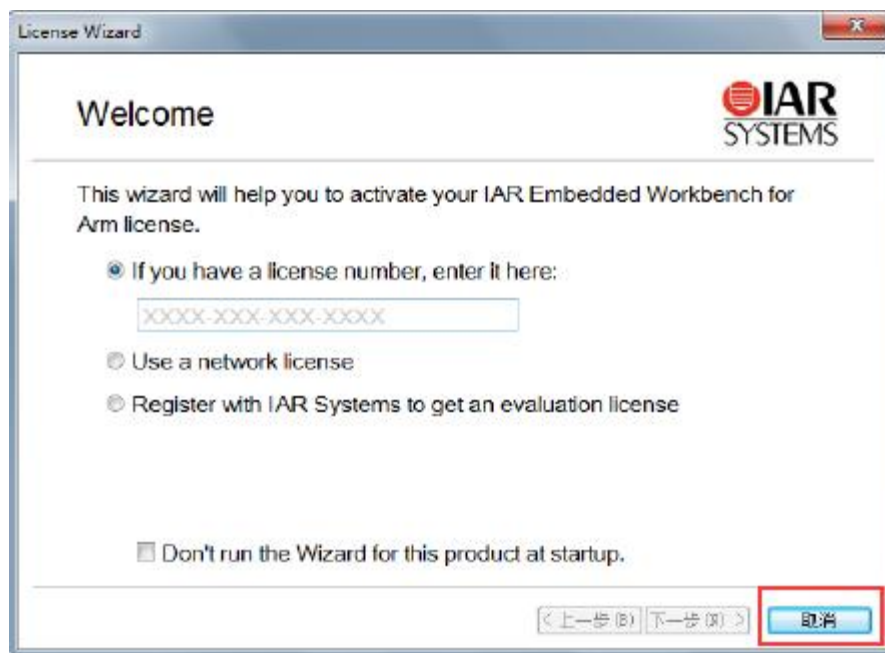 License Wizard
Welcome
IAR
SYSTEMS
This wizard will help you to activate your IAR Embedded Workbench for
Arm license.
If you have a license number, enter it here:
XXXX-XXX-XXX-XXXX
Use a network license
Register with IAR Systems to get an evaluation license
Don't run the Wizard for this product at startup.
< 上一步(B) 下一步(N) > 取消